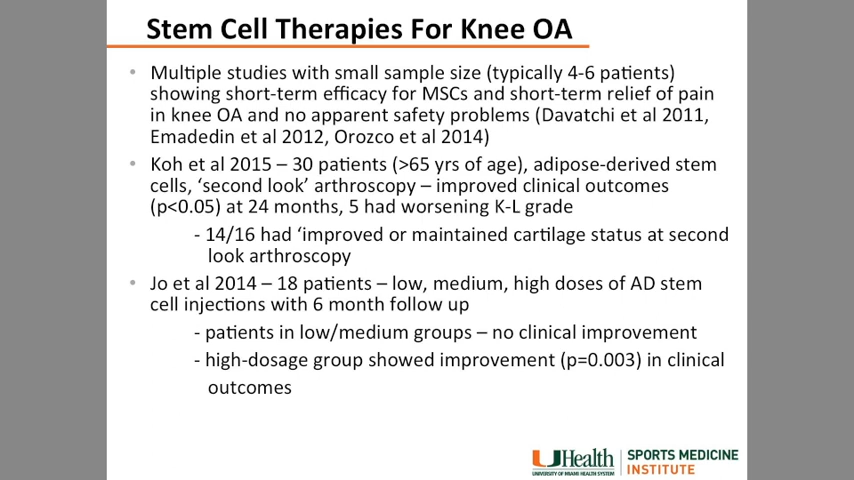 Stem Cell Therapies For Knee OA
• Multiple studies with small sample size (typically 4-6 patients)
showing short-term efficacy for MSCs and short-term relief of pain
in knee OA and no apparent safety problems (Davatchi et al 2011,
Emadedin et al 2012, Orozco et al 2014)
• Koh et al 2015 – 30 patients (>65 yrs of age), adipose-derived stem
cells, ‘second look’ arthroscopy – improved clinical outcomes
(p<0.05) at 24 months, 5 had worsening K-L grade
- 14/16 had ‘improved or maintained cartilage status at second
look arthroscopy
• Jo et al 2014 – 18 patients – low, medium, high doses of AD stem
cell injections with 6 month follow up
- patients in low/medium groups – no clinical improvement
- high-dosage group showed improvement (p=0.003) in clinical
outcomes
UHealth
UNIVERSITY OF MIAMI HEALTH SYSTEM
SPORTS MEDICINE
INSTITUTE